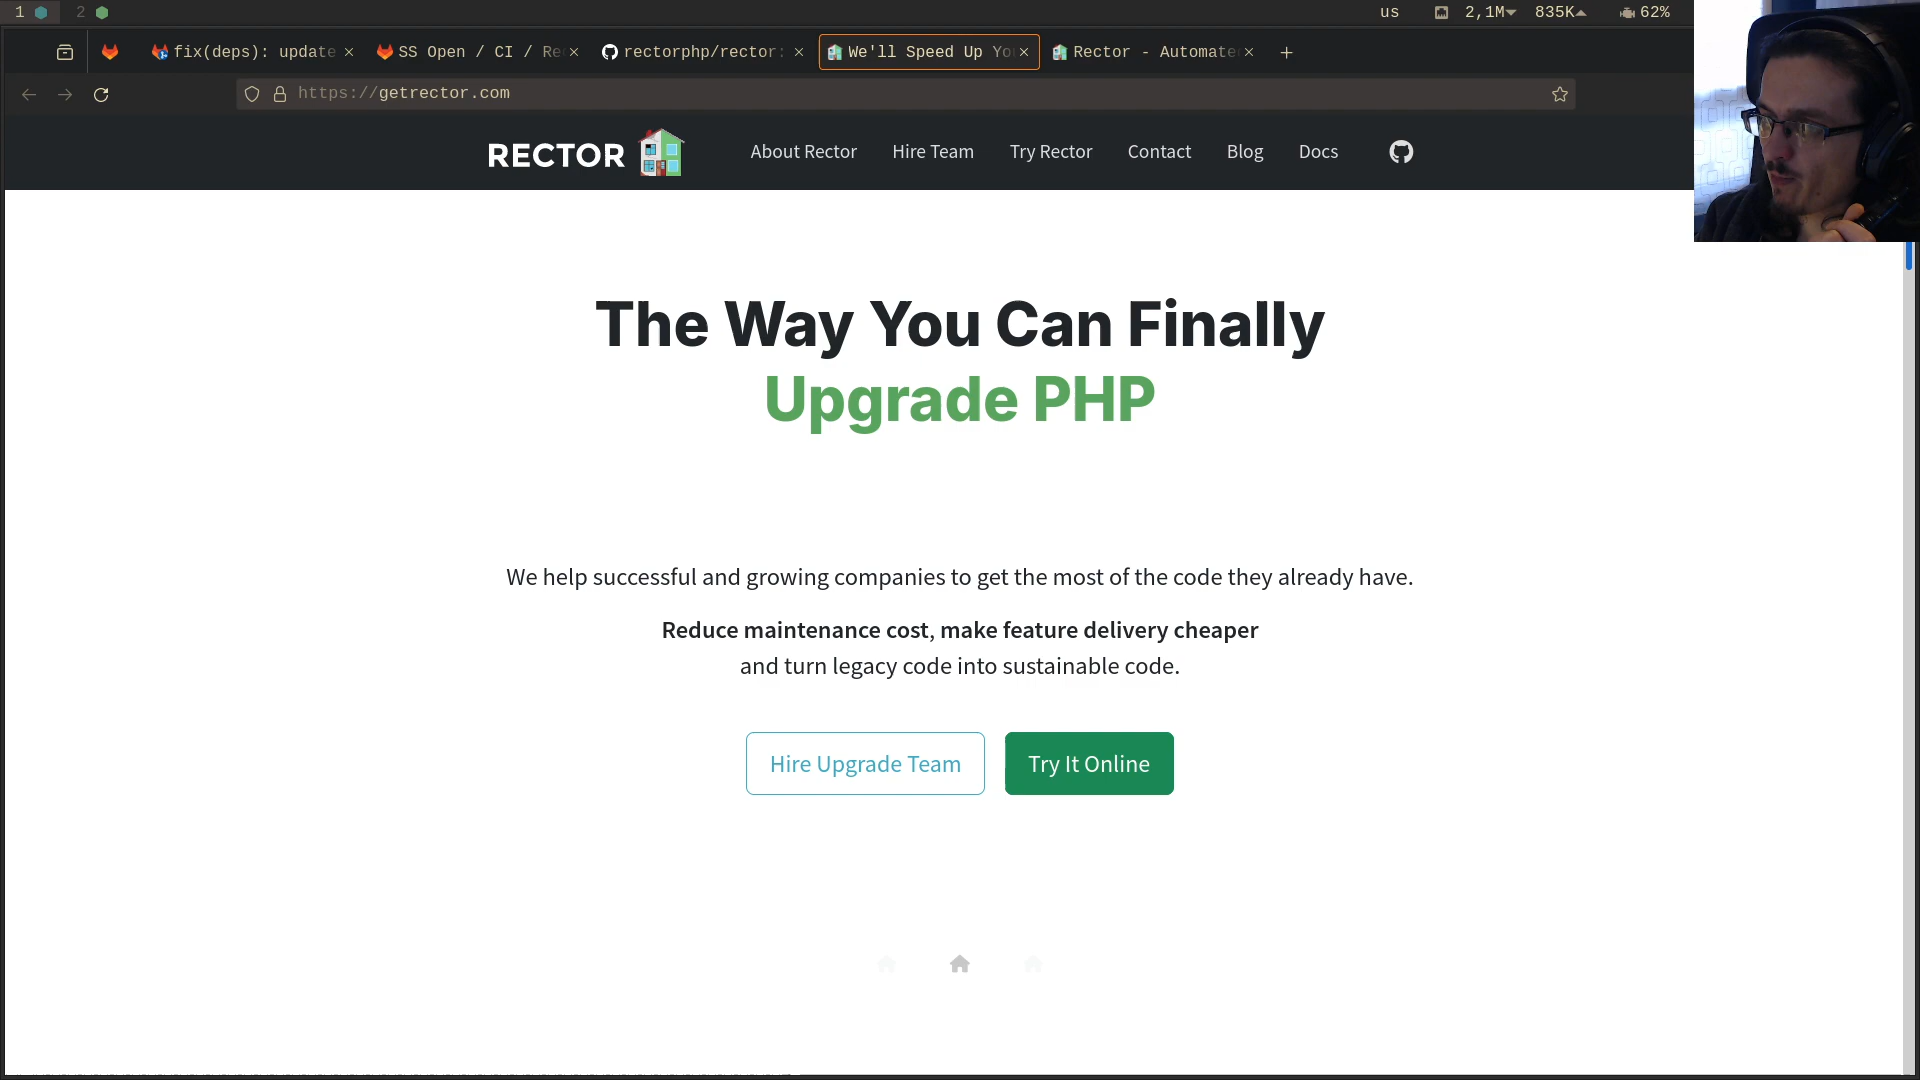 1 2 us 2,1M 835K 62%
fix(deps): update SS Open / CI / Re rectorphp/rector: We'll Speed Up Yo Rector - Automate
https://getrector.com
RECTOR About Rector Hire Team Try Rector Contact Blog Docs
The Way You Can Finally
Upgrade PHP
We help successful and growing companies to get the most of the code they already have.
Reduce maintenance cost, make feature delivery cheaper
and turn legacy code into sustainable code.
Hire Upgrade Team Try It Online